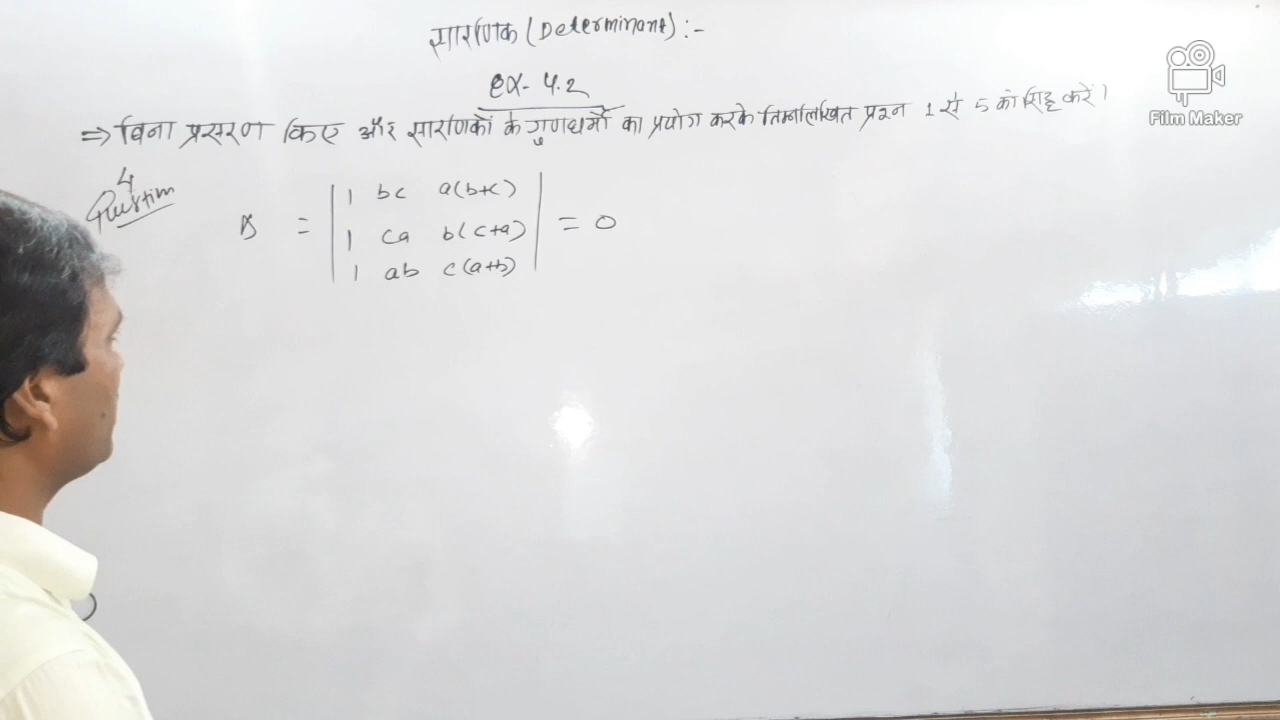 सारणिक (Determinant) :-
ex- 4.2
⇒ बिना प्रसरण किए और सारणिकों के गुणधर्मो का प्रयोग करके निम्नलिखित प्रश्न 1 से 5 को सिद्ध करें।
4
Question
Δ = | 1 bc a(b+c) | = 0
| 1 ca b(c+a) |
| 1 ab c(a+b) |
Film Maker